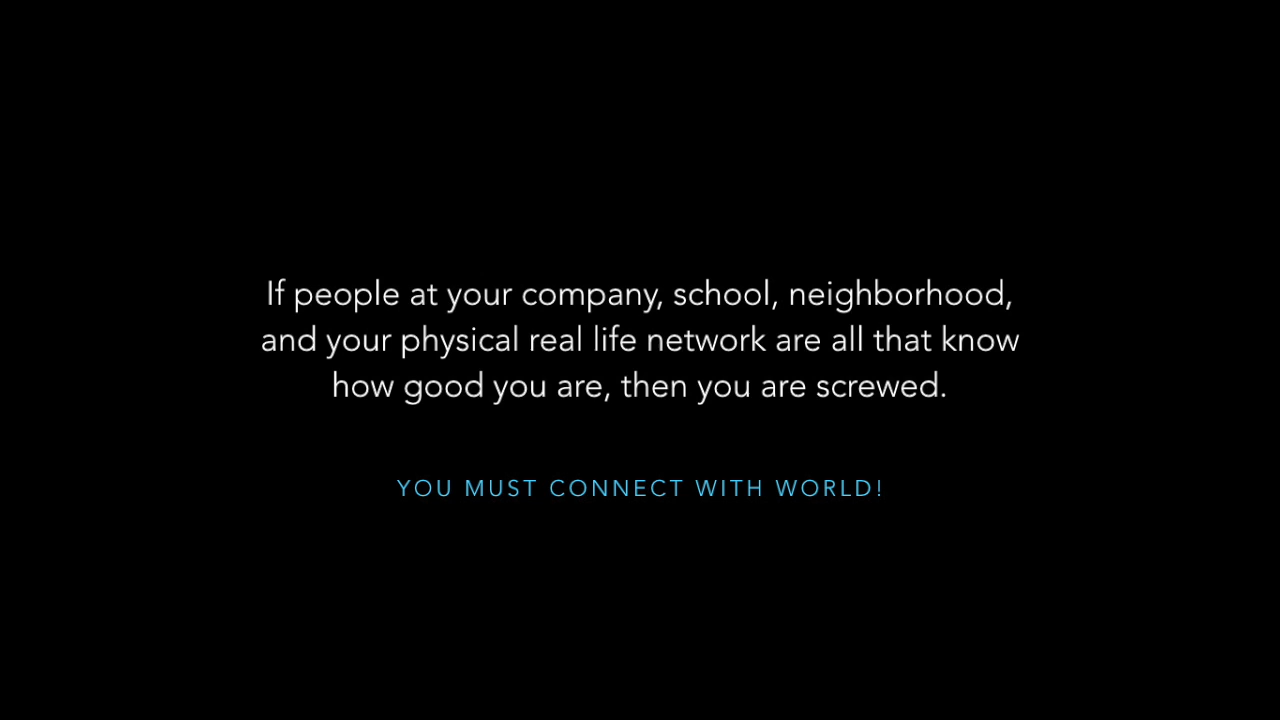 If people at your company, school, neighborhood,
and your physical real life network are all that know
how good you are, then you are screwed.
YOU MUST CONNECT WITH WORLD!